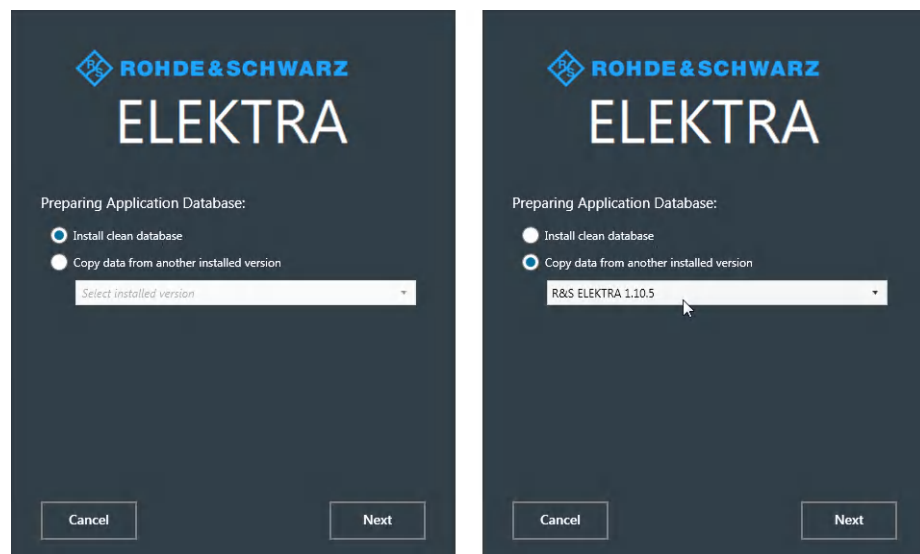 ROHDE&SCHWARZ
ELEKTRA
Preparing Application Database:
Install clean database
Copy data from another installed version
Select installed version
Cancel
Next
ROHDE&SCHWARZ
ELEKTRA
Preparing Application Database:
Install clean database
Copy data from another installed version
R&S ELEKTRA 1.10.5
Cancel
Next